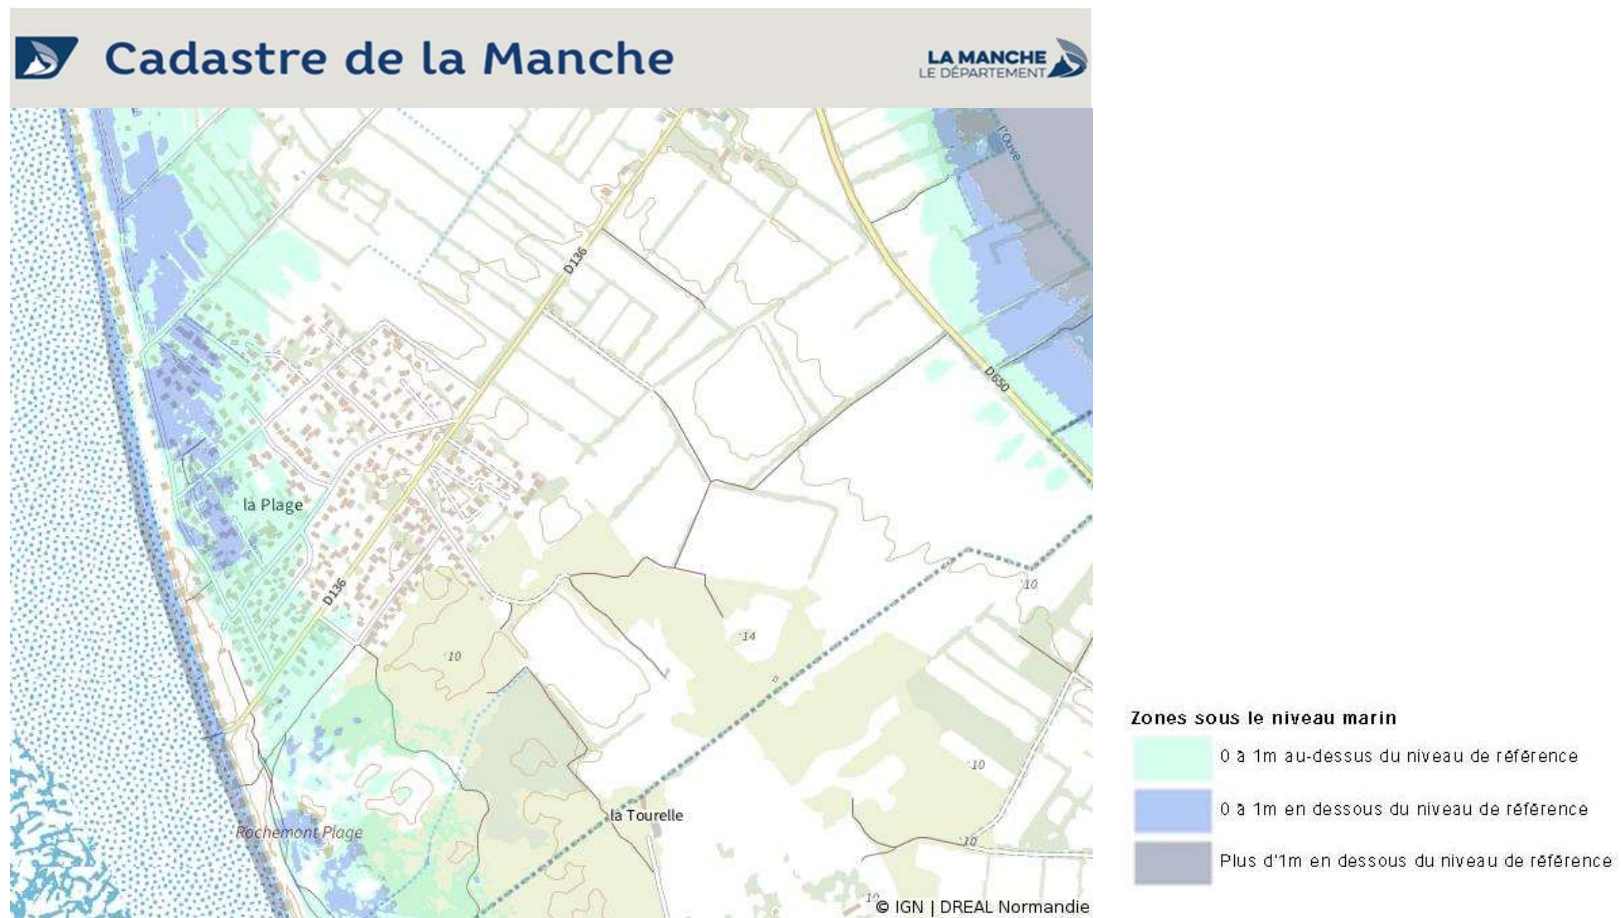 Cadastre de la Manche
LA MANCHE
LE DÉPARTEMENT
l'Ouve
D136
D650
la Plage
D136
10
14
10
10
la Tourelle
Rochemont Plage
10
10
© IGN | DREAL Normandie
Zones sous le niveau marin
0 à 1m au-dessus du niveau de référence
0 à 1m en dessous du niveau de référence
Plus d'1m en dessous du niveau de référence